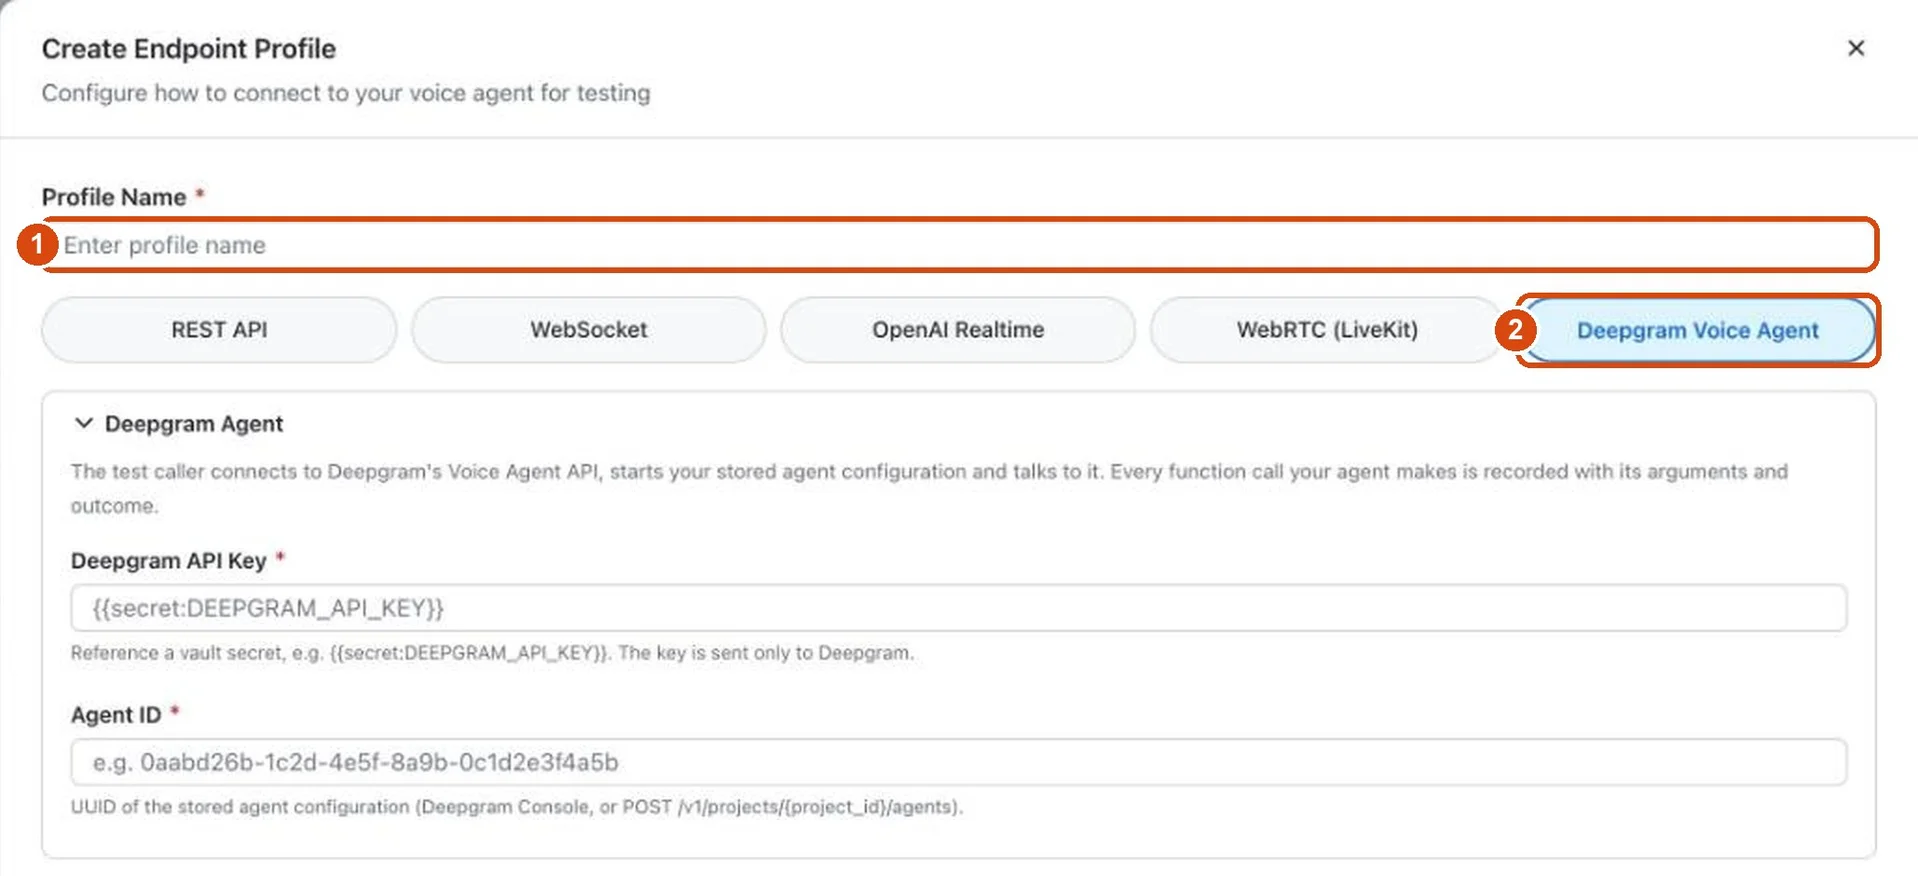 Create Endpoint Profile
Configure how to connect to your voice agent for testing
Profile Name *
1 Enter profile name
REST API WebSocket OpenAI Realtime WebRTC (LiveKit) 2 Deepgram Voice Agent
Deepgram Agent
The test caller connects to Deepgram's Voice Agent API, starts your stored agent configuration and talks to it. Every function call your agent makes is recorded with its arguments and
outcome.
Deepgram API Key *
{{secret:DEEPGRAM_API_KEY}}
Reference a vault secret, e.g. {{secret:DEEPGRAM_API_KEY}}. The key is sent only to Deepgram.
Agent ID *
e.g. 0aabd26b-1c2d-4e5f-8a9b-0c1d2e3f4a5b
UUID of the stored agent configuration (Deepgram Console, or POST /v1/projects/{project_id}/agents).